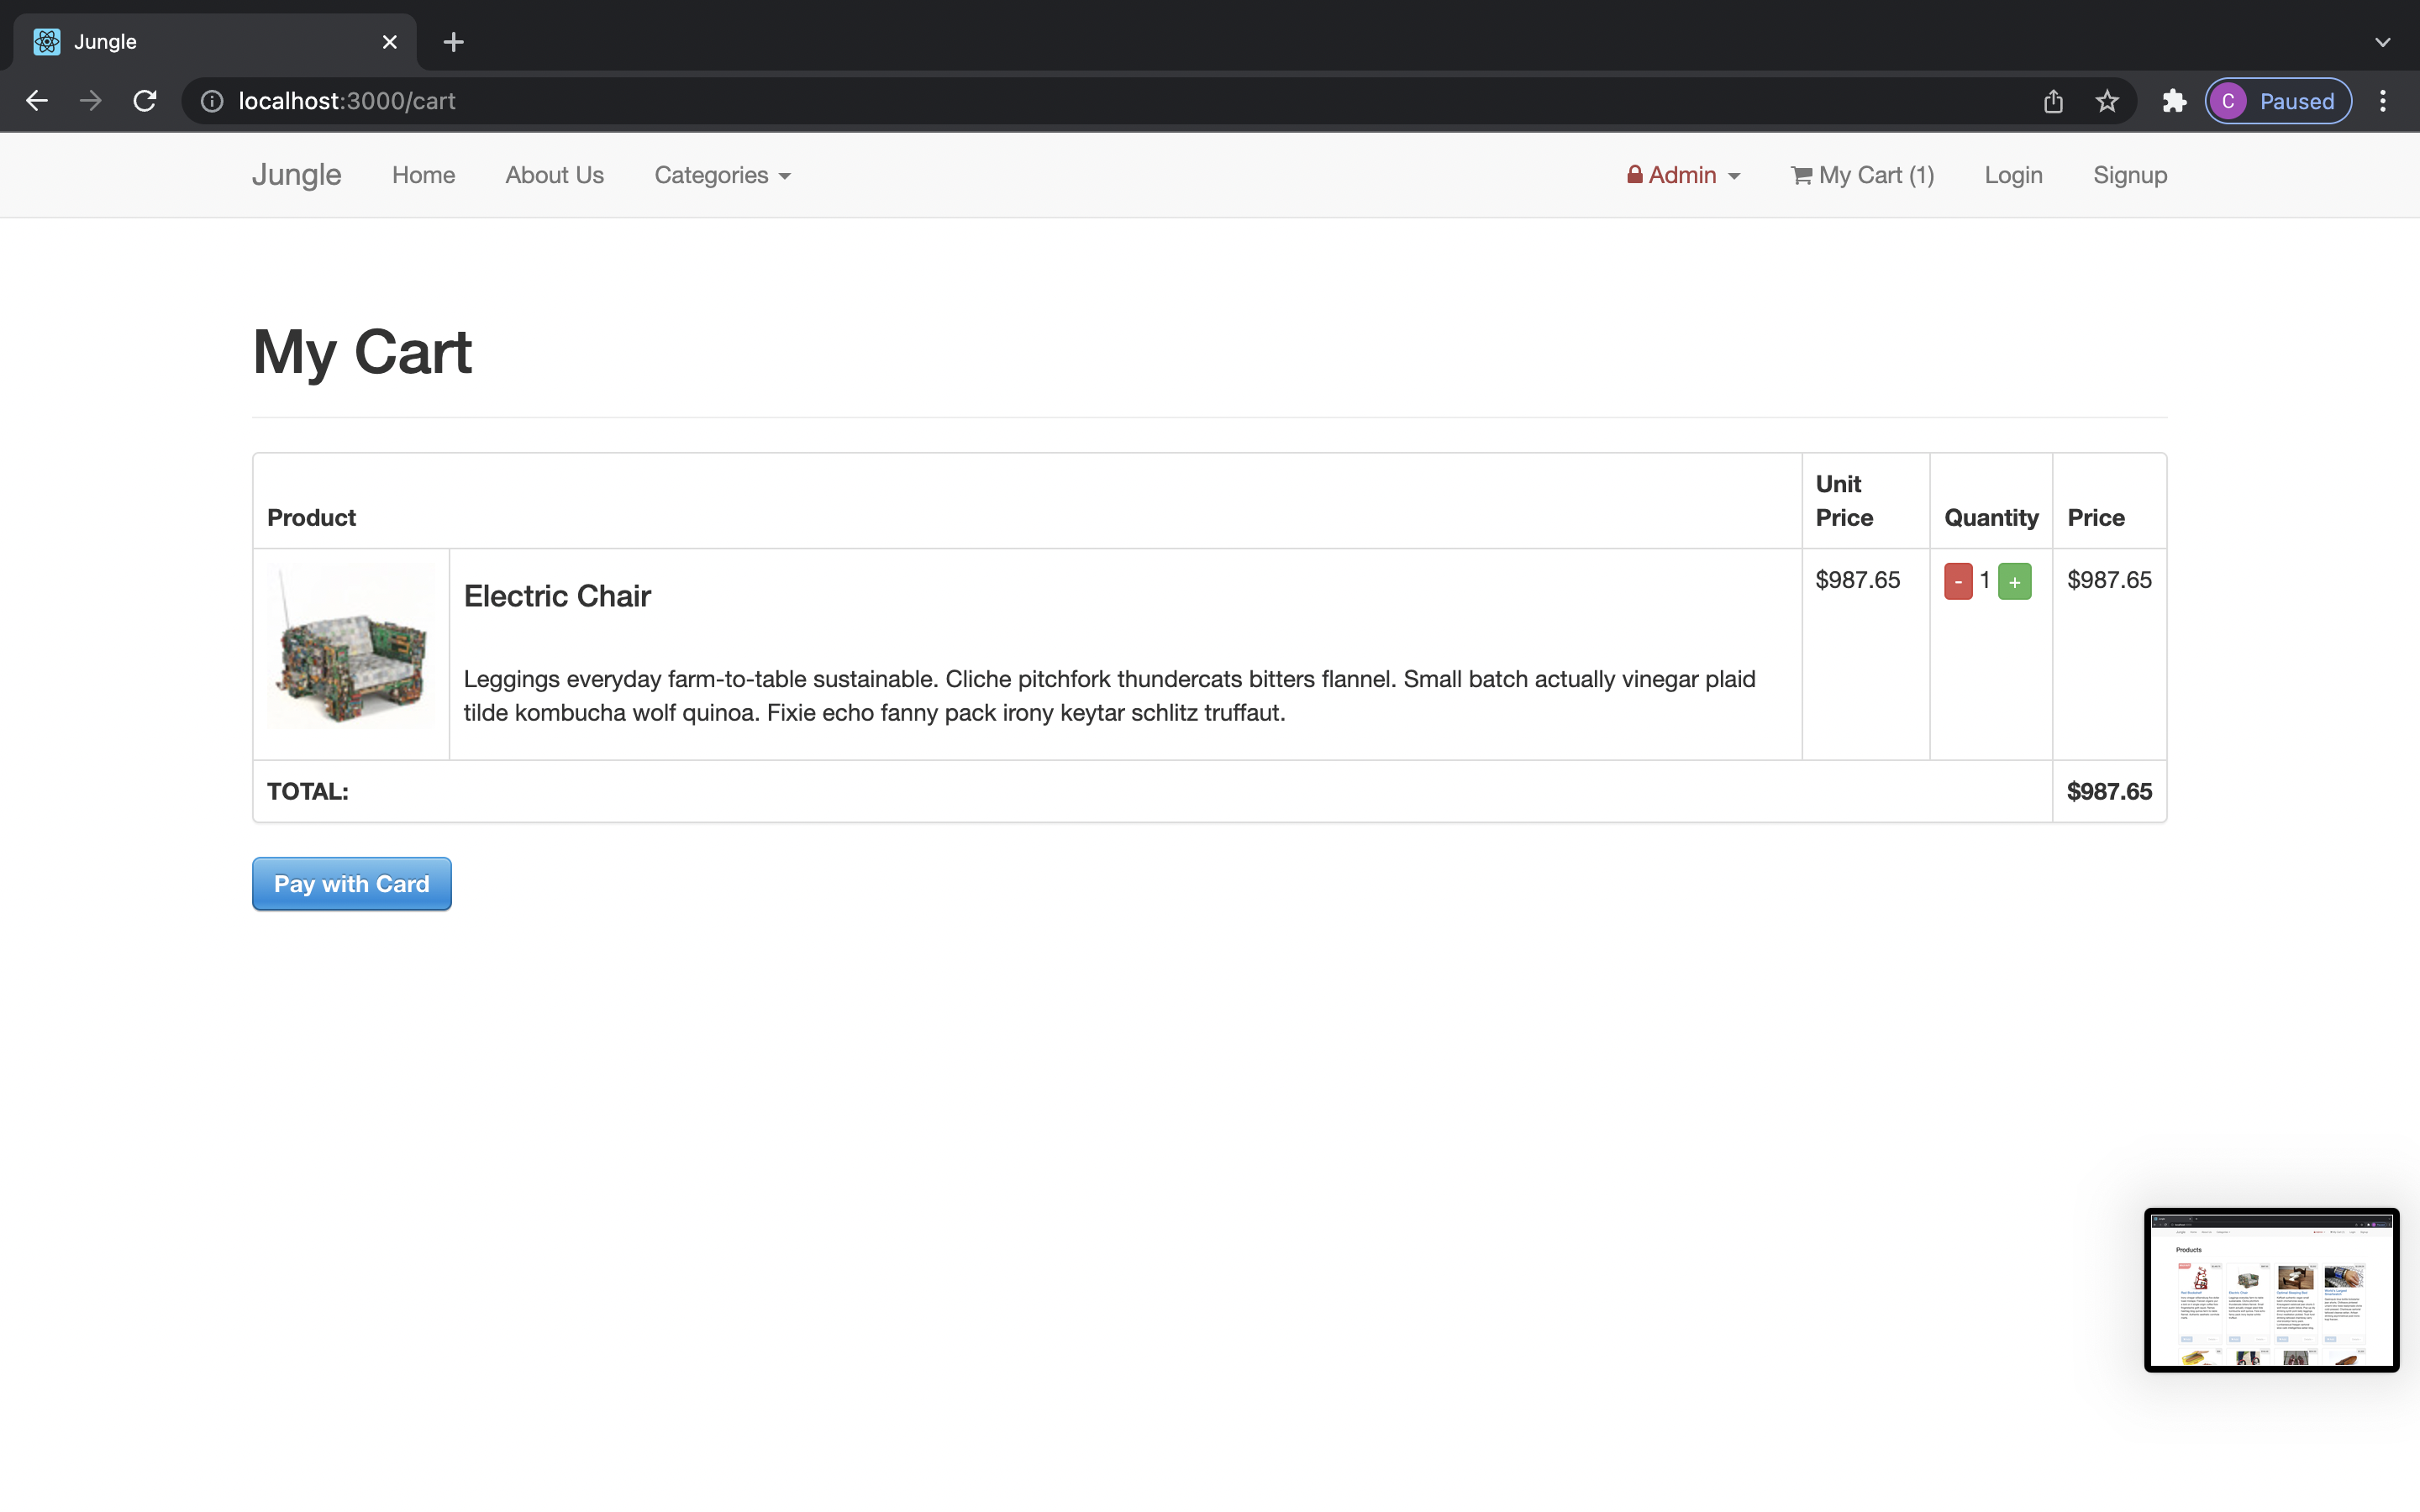 Jungle
localhost:3000/cart
C Paused
Jungle Home About Us Categories Admin My Cart (1) Login Signup
My Cart
Product Unit Price Quantity Price
Electric Chair
$987.65 - 1 + $987.65
Leggings everyday farm-to-table sustainable. Cliche pitchfork thundercats bitters flannel. Small batch actually vinegar plaid
tilde kombucha wolf quinoa. Fixie echo fanny pack irony keytar schlitz truffaut.
TOTAL: $987.65
Pay with Card
Products